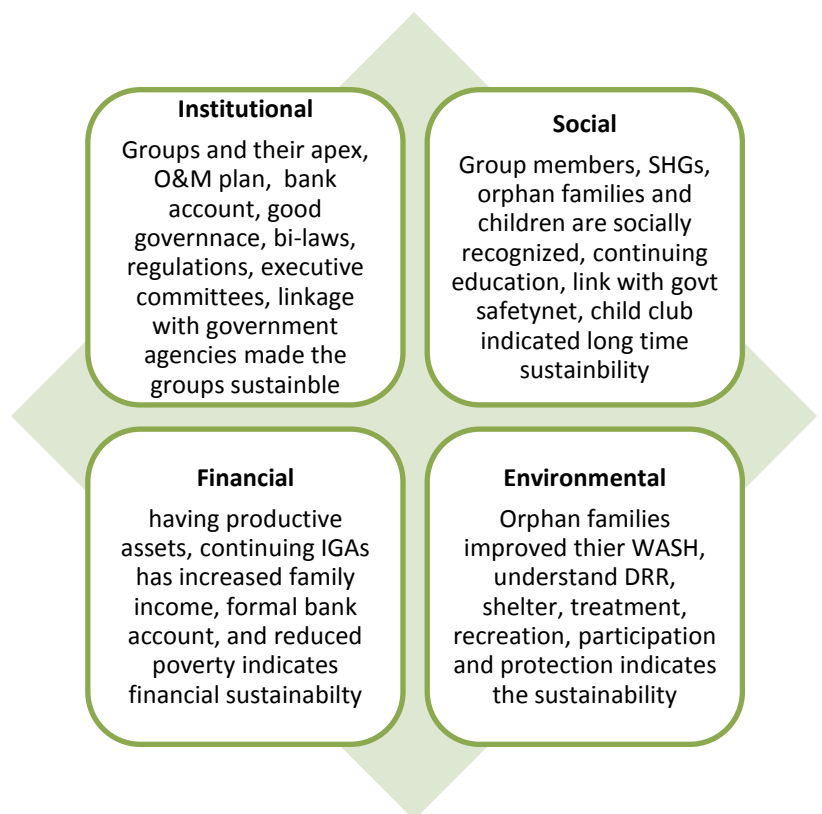 Institutional
Groups and their apex,
O&M plan, bank
account, good
governnace, bi-laws,
regulations, executive
committees, linkage
with government
agencies made the
groups sustainble
Social
Group members, SHGs,
orphan families and
children are socially
recognized, continuing
education, link with govt
safetynet, child club
indicated long time
sustainbility
Financial
having productive
assets, continuing IGAs
has increased family
income, formal bank
account, and reduced
poverty indicates
financial sustainabilty
Environmental
Orphan families
improved thier WASH,
understand DRR,
shelter, treatment,
recreation, participation
and protection indicates
the sustainability